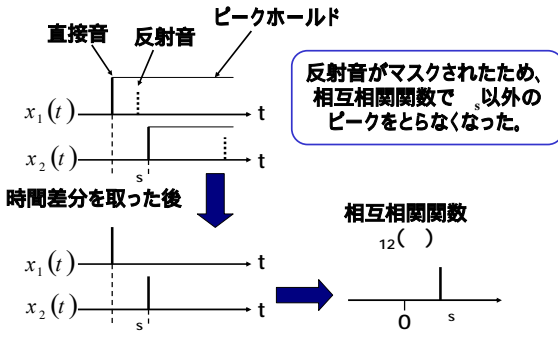 ピークホールド
直接音
反射音
x₁(t)
t
x₂(t)
t
s
反射音がマスクされたため、
相互相関関数で s以外の
ピークをとらなくなった。
時間差分を取った後
x₁(t)
t
x₂(t)
t
s
相互相関関数
₁₂( )
0
s